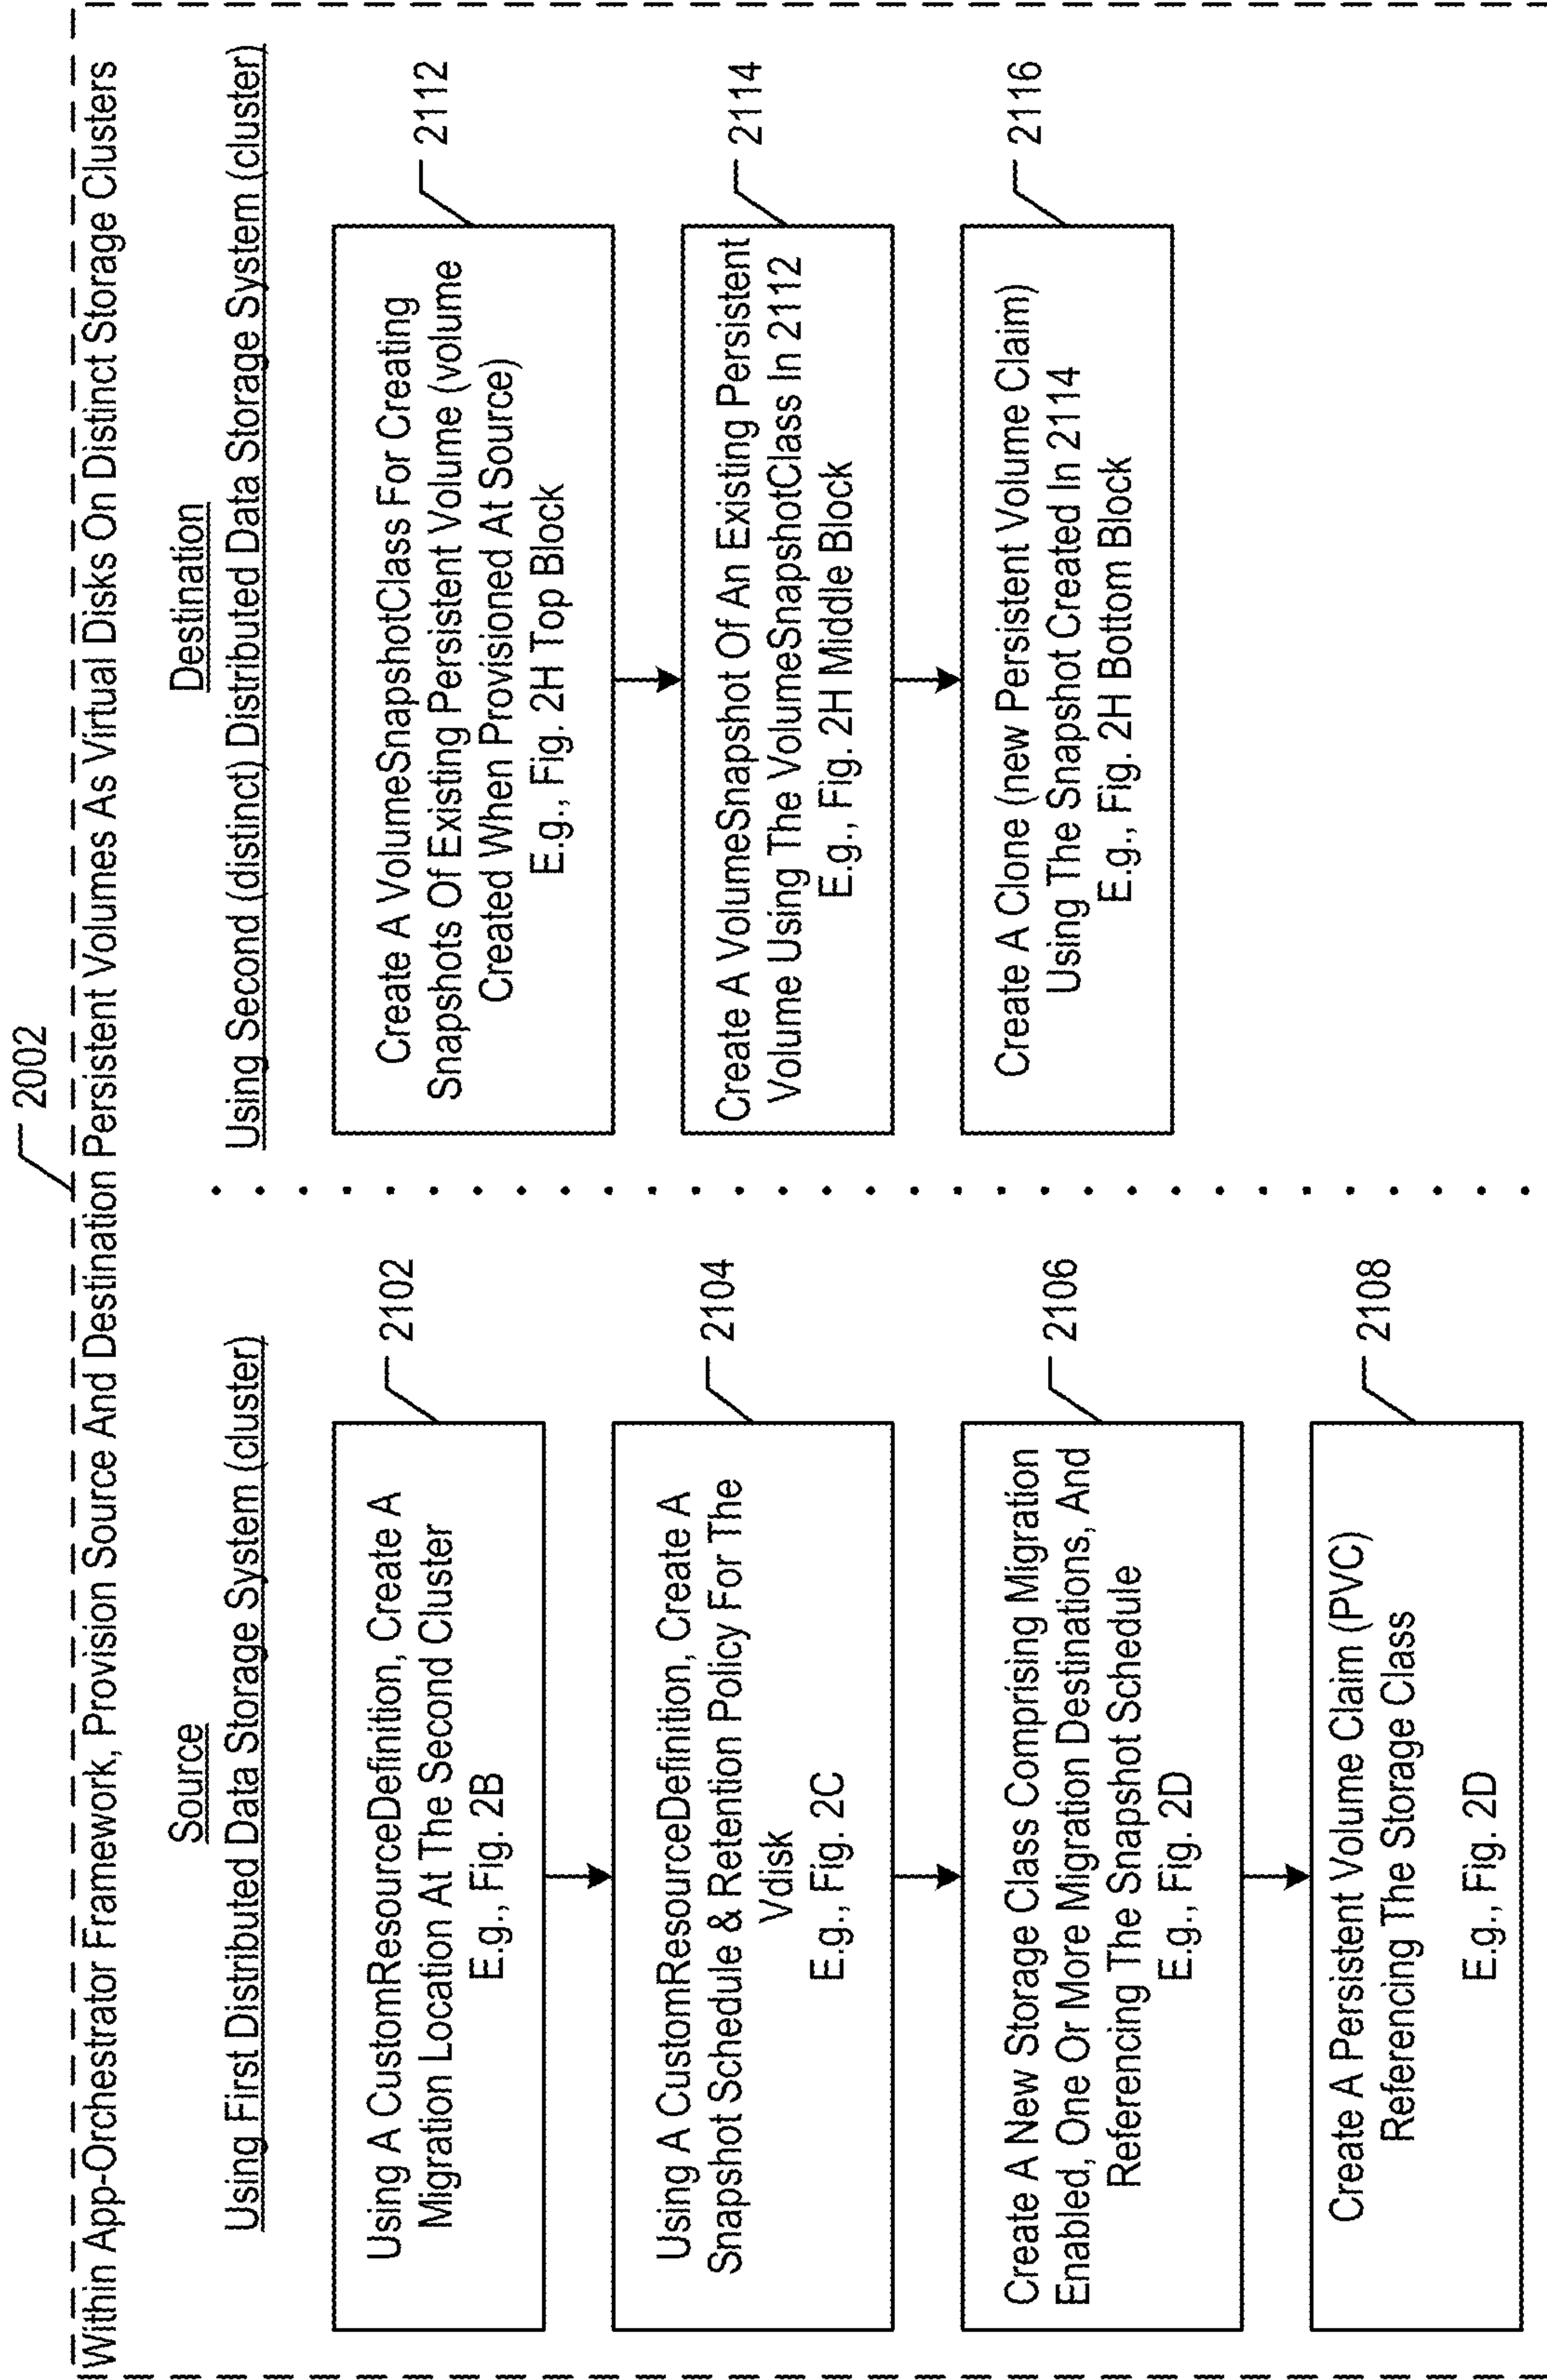 2002
Within App-Orchestrator Framework, Provision Source And Destination Persistent Volumes As Virtual Disks On Distinct Storage Clusters
Source
Using First Distributed Data Storage System (cluster)
2102
Using A CustomResourceDefinition, Create A
Migration Location At The Second Cluster
E.g., Fig. 2B
2104
Using A CustomResourceDefinition, Create A
Snapshot Schedule & Retention Policy For The
Vdisk
E.g., Fig. 2C
2106
Create A New Storage Class Comprising Migration
Enabled, One Or More Migration Destinations, And
Referencing The Snapshot Schedule
E.g., Fig. 2D
2108
Create A Persistent Volume Claim (PVC)
Referencing The Storage Class
E.g., Fig. 2D
Destination
Using Second (distinct) Distributed Data Storage System (cluster)
2112
Create A VolumeSnapshotClass For Creating
Snapshots Of Existing Persistent Volume (volume
Created When Provisioned At Source)
E.g., Fig. 2H Top Block
2114
Create A VolumeSnapshot Of An Existing Persistent
Volume Using The VolumeSnapshotClass In 2112
E.g., Fig. 2H Middle Block
2116
Create A Clone (new Persistent Volume Claim)
Using The Snapshot Created In 2114
E.g., Fig. 2H Bottom Block